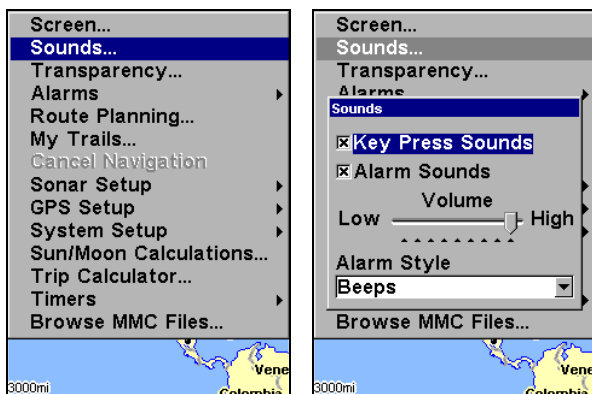 Screen...
Sounds...
Transparency...
Alarms
Route Planning...
My Trails...
Cancel Navigation
Sonar Setup
GPS Setup
System Setup
Sun/Moon Calculations...
Trip Calculator...
Timers
Browse MMC Files...
3000mi
Vene
Colombia
Screen...
Sounds...
Transparency...
Alarms
Sounds
Key Press Sounds
Alarm Sounds
Volume
Low High
Alarm Style
Beeps
Browse MMC Files...
3000mi
Vene
Colombia